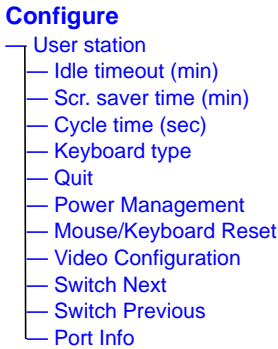 Configure
User station
Idle timeout (min)
Scr. saver time (min)
Cycle time (sec)
Keyboard type
Quit
Power Management
Mouse/Keyboard Reset
Video Configuration
Switch Next
Switch Previous
Port Info